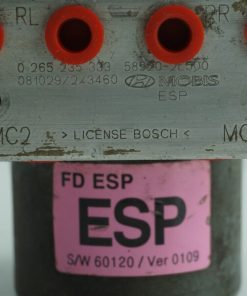 RL RR
0 265 235 333 58920-2L500
081029/243460 MOBIS
ESP
MC2 > LICENSE BOSCH < MC
FD ESP
ESP
S/W 60120 / Ver 0109